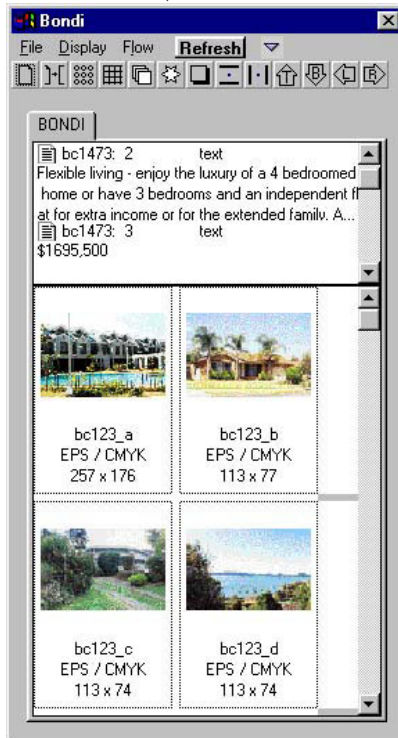 Bondi
File Display Flow Refresh
BONDI
bc1473: 2 text
Flexible living - enjoy the luxury of a 4 bedroomed
home or have 3 bedrooms and an independent fl
at for extra income or for the extended family. A...
bc1473: 3 text
$1695,500
bc123_a bc123_b
EPS / CMYK EPS / CMYK
257 x 176 113 x 77
bc123_c bc123_d
EPS / CMYK EPS / CMYK
113 x 74 113 x 74